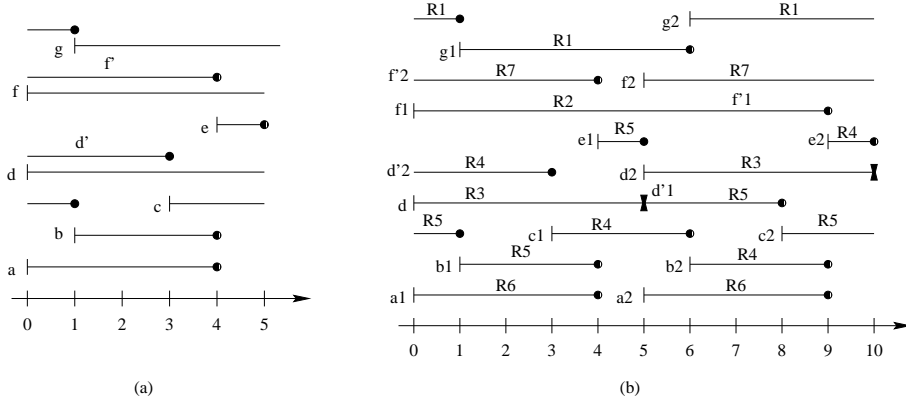 g
f'
f
e
d'
d
c
b
a
0 1 2 3 4 5
(a)
R1 g2 R1
g1 R1
f'2 R7 f2 R7
f1 R2 f'1
e1 R5 e2 R4
d'2 R4 d2 R3
d R3 d'1 R5
R5 c1 R4 c2 R5
b1 R5 b2 R4
a1 R6 a2 R6
0 1 2 3 4 5 6 7 8 9 10
(b)